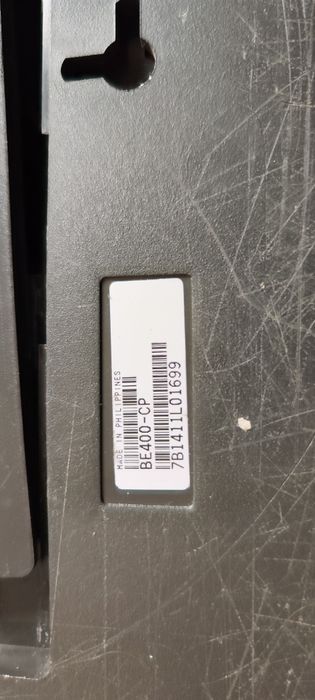 MADE IN PHILIPPINES
BE400-CP
7B1411L01699